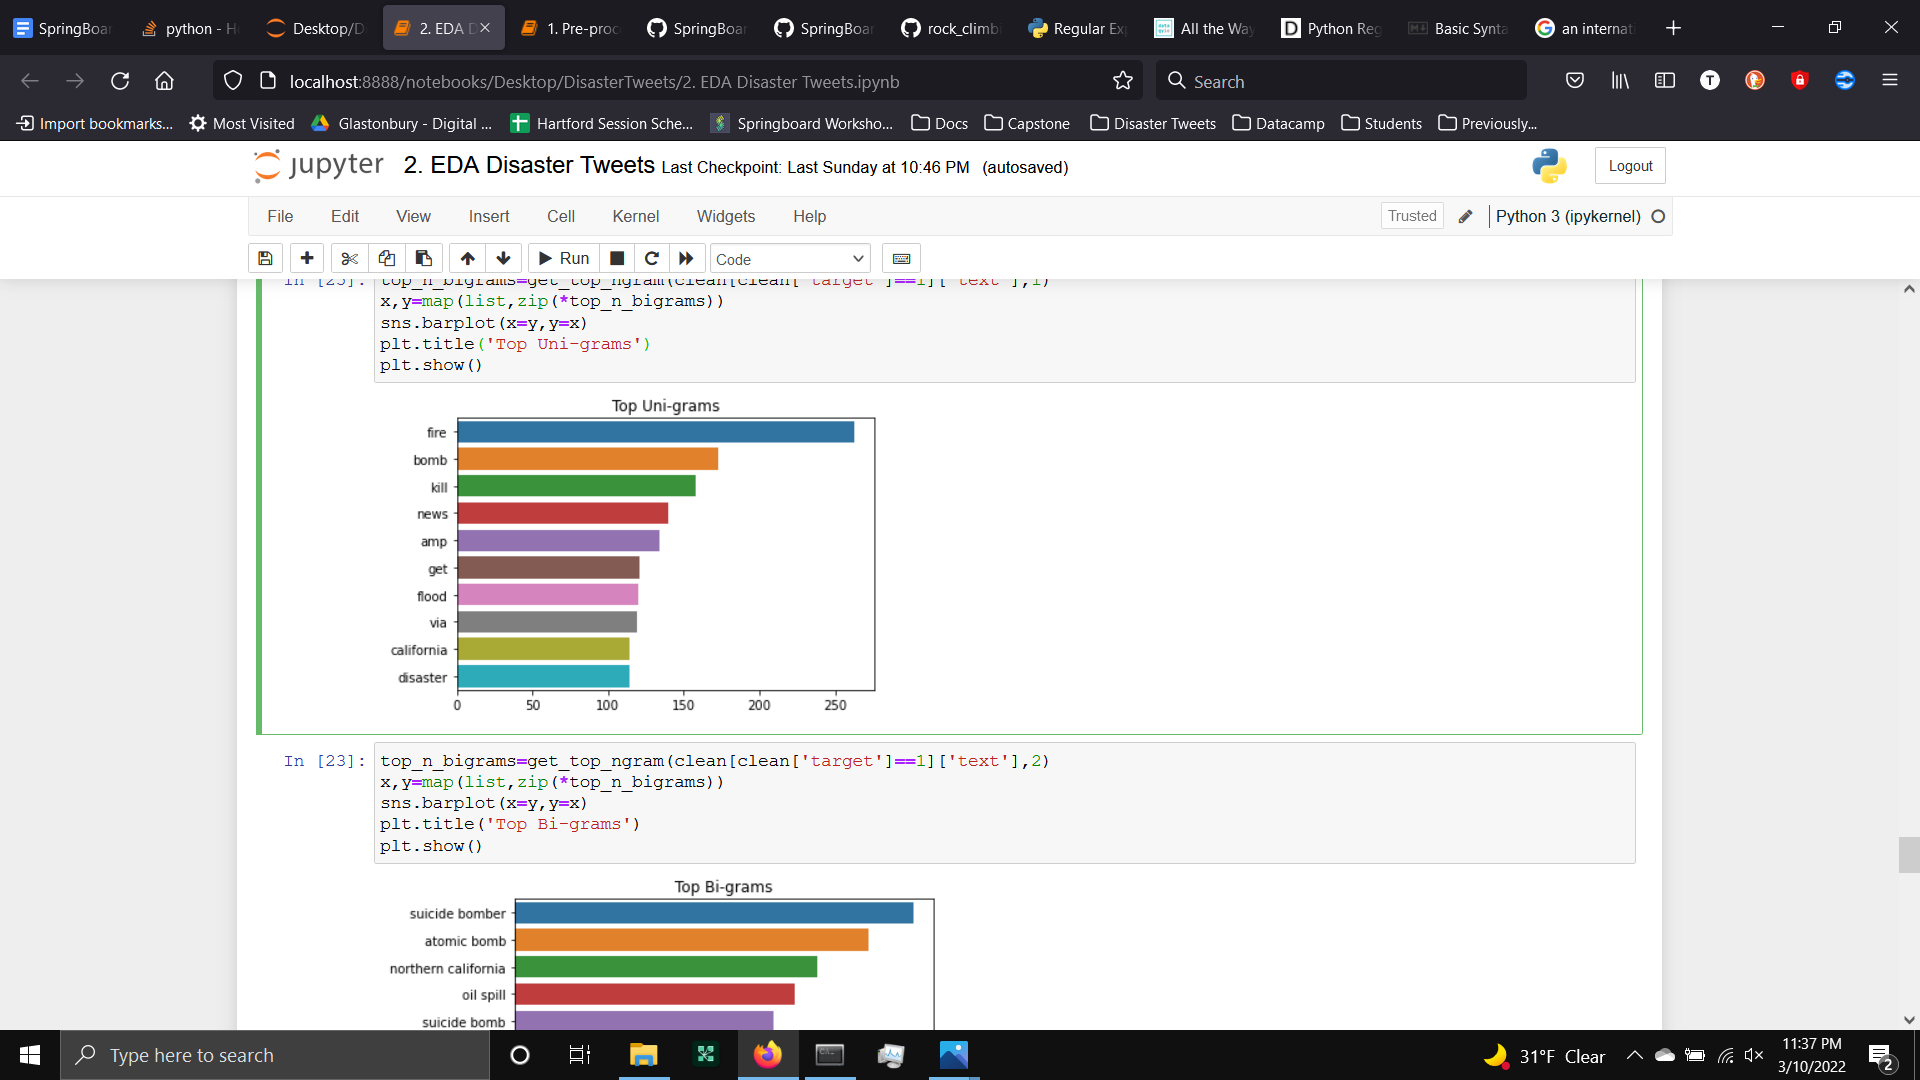 SpringBoar
python - H
Desktop/D
2. EDA D
1. Pre-proc
SpringBoar
SpringBoar
rock_climbi
Regular Ex
All the Way
Python Reg
Basic Synta
an internati
localhost:8888/notebooks/Desktop/DisasterTweets/2. EDA Disaster Tweets.ipynb
Search
Import bookmarks...
Most Visited
Glastonbury - Digital ...
Hartford Session Sche...
Springboard Worksho...
Docs
Capstone
Disaster Tweets
Datacamp
Students
Previously...
jupyter 2. EDA Disaster Tweets Last Checkpoint: Last Sunday at 10:46 PM (autosaved)
Logout
File Edit View Insert Cell Kernel Widgets Help
Trusted
Python 3 (ipykernel)
Run
Code
In [25]: top_n_bigrams=get_top_ngram(clean[clean['target']==1]['text'],1)
x,y=map(list,zip(*top_n_bigrams))
sns.barplot(x=y,y=x)
plt.title('Top Uni-grams')
plt.show()
Top Uni-grams
fire
bomb
kill
news
amp
get
flood
via
california
disaster
0 50 100 150 200 250
In [23]: top_n_bigrams=get_top_ngram(clean[clean['target']==1]['text'],2)
x,y=map(list,zip(*top_n_bigrams))
sns.barplot(x=y,y=x)
plt.title('Top Bi-grams')
plt.show()
Top Bi-grams
suicide bomber
atomic bomb
northern california
oil spill
suicide bomb
Type here to search
31°F Clear
11:37 PM
3/10/2022
2